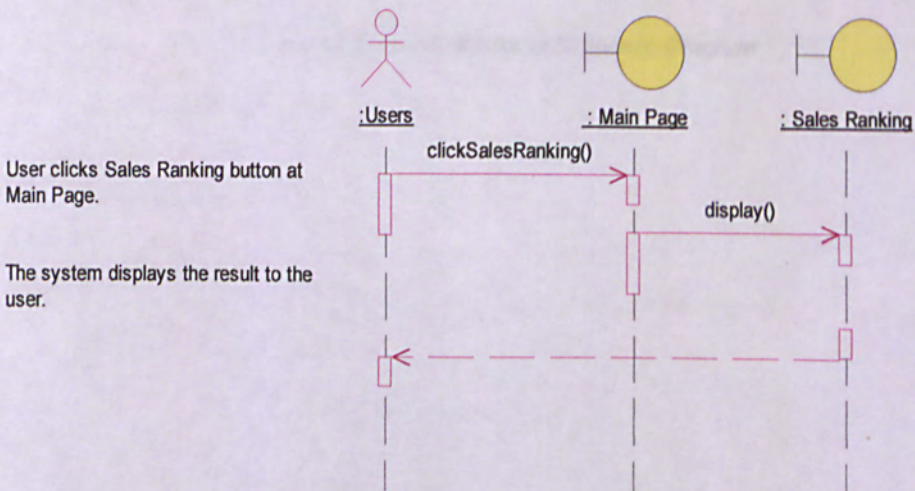 :Users
: Main Page
: Sales Ranking
clickSalesRanking()
User clicks Sales Ranking button at
Main Page.
display()
The system displays the result to the
user.